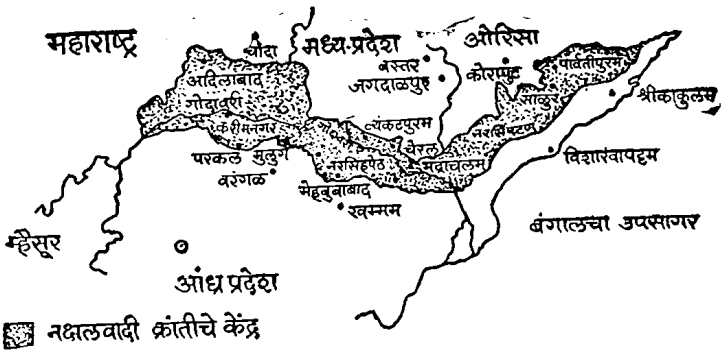 महाराष्ट्र
चांदा
मध्य-प्रदेश
ओरिसा
बस्तर
जगदाळपुर
कोरापुट
पार्वतीपुरम
आदिलाबाद
गोदावरी
सालुर
श्रीकाकुलम
करीमनगर
व्यंकटपुरम
चेरल
नरसिंपटणम
परकल मुलुग
नरसिंहपेठ
भद्राचलम
वरंगळ
मेहबुबाबाद
खम्मम
विशाखापट्टम
म्हैसूर
बंगालचा उपसागर
आंध्र प्रदेश
नक्षलवादी क्रांतीचे केंद्र